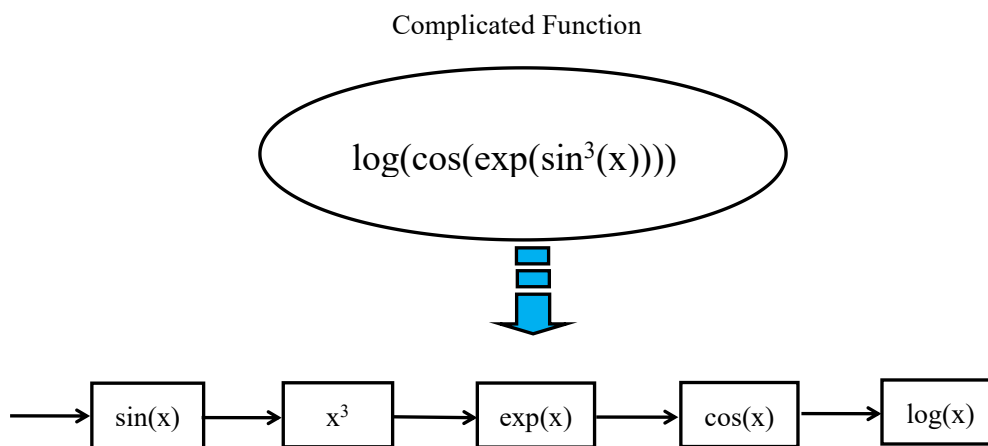 Complicated Function
log(cos(exp(sin³(x))))
sin(x) x³ exp(x) cos(x) log(x)